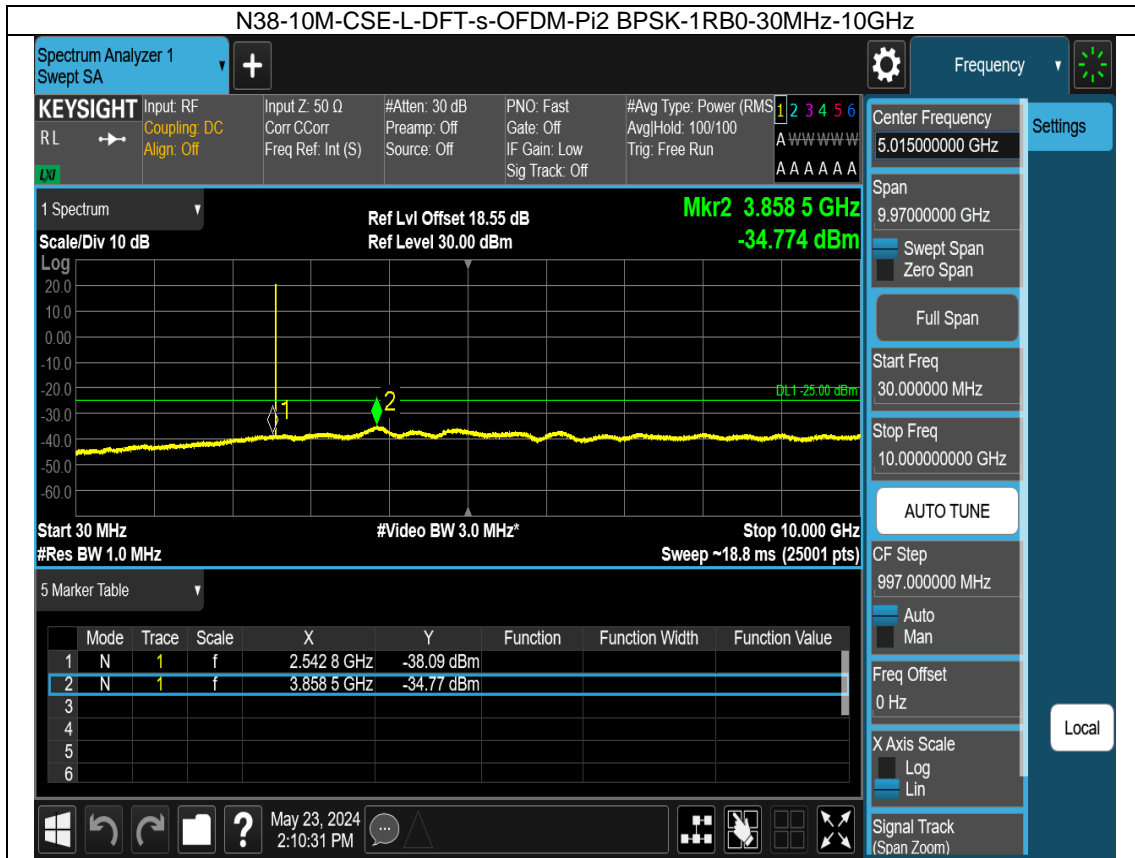 N38-10M-CSE-L-DFT-s-OFDM-Pi2 BPSK-1RB0-30MHz-10GHz
Spectrum Analyzer 1
Swept SA
Frequency
KEYSIGHT
R L
LXI
Input: RF
Coupling: DC
Align: Off
Input Z: 50 Ω
Corr CCorr
Freq Ref: Int (S)
#Atten: 30 dB
Preamp: Off
Source: Off
PNO: Fast
Gate: Off
IF Gain: Low
Sig Track: Off
#Avg Type: Power (RMS
Avg|Hold: 100/100
Trig: Free Run
1 2 3 4 5 6
A W W W W W
A A A A A A
1 Spectrum
Scale/Div 10 dB
Ref Lvl Offset 18.55 dB
Ref Level 30.00 dBm
Mkr2 3.858 5 GHz
-34.774 dBm
Log
20.0
10.0
0.00
-10.0
-20.0
-30.0
-40.0
-50.0
-60.0
DL1 -25.00 dBm
1
2
Start 30 MHz
#Video BW 3.0 MHz*
Stop 10.000 GHz
#Res BW 1.0 MHz
Sweep ~18.8 ms (25001 pts)
5 Marker Table
Mode Trace Scale X Y Function Function Width Function Value
1 N 1 f 2.542 8 GHz -38.09 dBm
2 N 1 f 3.858 5 GHz -34.77 dBm
3
4
5
6
?
May 23, 2024
2:10:31 PM
Center Frequency
5.015000000 GHz
Span
9.97000000 GHz
Swept Span
Zero Span
Full Span
Start Freq
30.000000 MHz
Stop Freq
10.000000000 GHz
AUTO TUNE
CF Step
997.000000 MHz
Auto
Man
Freq Offset
0 Hz
X Axis Scale
Log
Lin
Signal Track
(Span Zoom)
Settings
Local